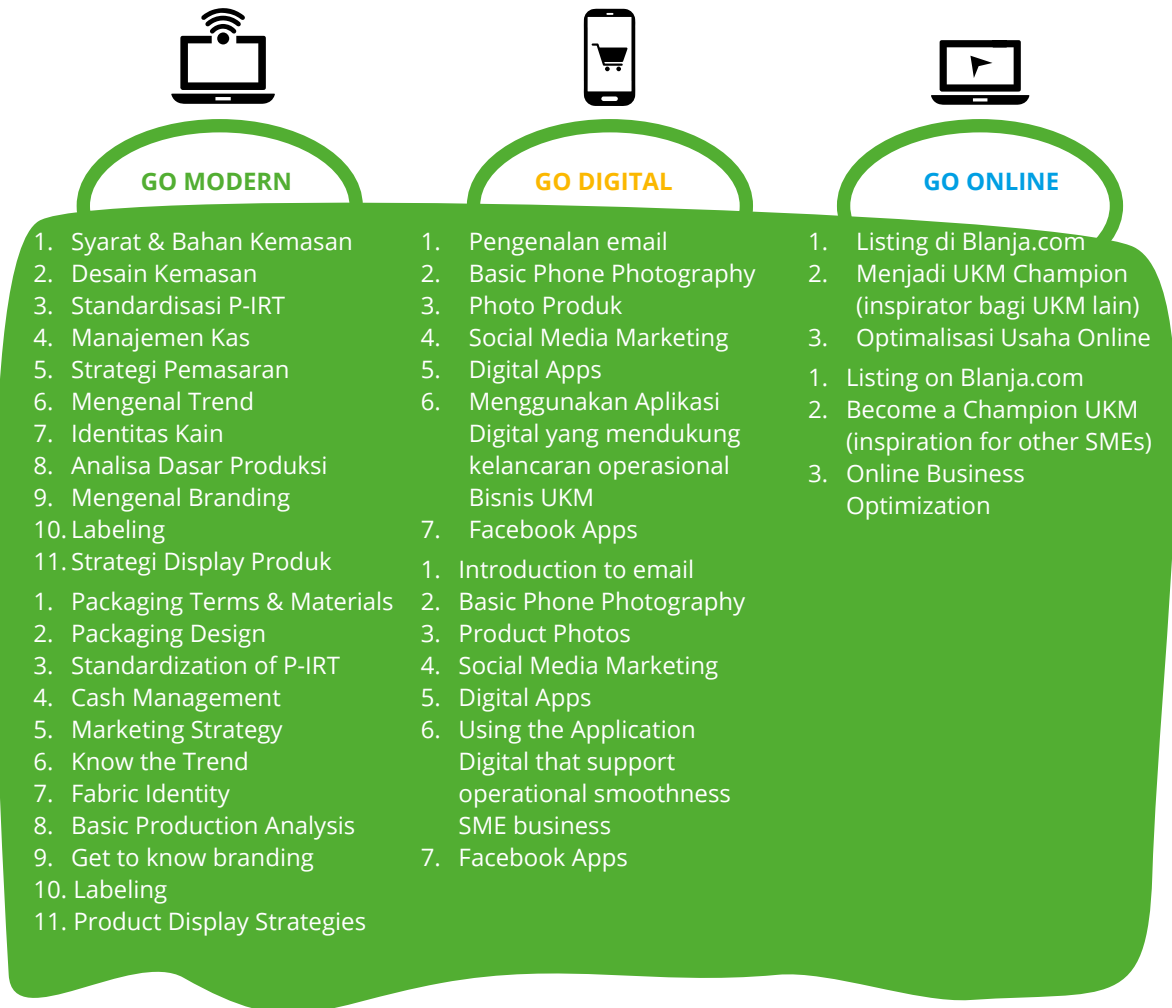 GO MODERN
1. Syarat & Bahan Kemasan
2. Desain Kemasan
3. Standardisasi P-IRT
4. Manajemen Kas
5. Strategi Pemasaran
6. Mengenal Trend
7. Identitas Kain
8. Analisa Dasar Produksi
9. Mengenal Branding
10. Labeling
11. Strategi Display Produk
1. Packaging Terms & Materials
2. Packaging Design
3. Standardization of P-IRT
4. Cash Management
5. Marketing Strategy
6. Know the Trend
7. Fabric Identity
8. Basic Production Analysis
9. Get to know branding
10. Labeling
11. Product Display Strategies
GO DIGITAL
1. Pengenalan email
2. Basic Phone Photography
3. Photo Produk
4. Social Media Marketing
5. Digital Apps
6. Menggunakan Aplikasi
Digital yang mendukung
kelancaran operasional
Bisnis UKM
7. Facebook Apps
1. Introduction to email
2. Basic Phone Photography
3. Product Photos
4. Social Media Marketing
5. Digital Apps
6. Using the Application
Digital that support
operational smoothness
SME business
7. Facebook Apps
GO ONLINE
1. Listing di Blanja.com
2. Menjadi UKM Champion
(inspirator bagi UKM lain)
3. Optimalisasi Usaha Online
1. Listing on Blanja.com
2. Become a Champion UKM
(inspiration for other SMEs)
3. Online Business
Optimization